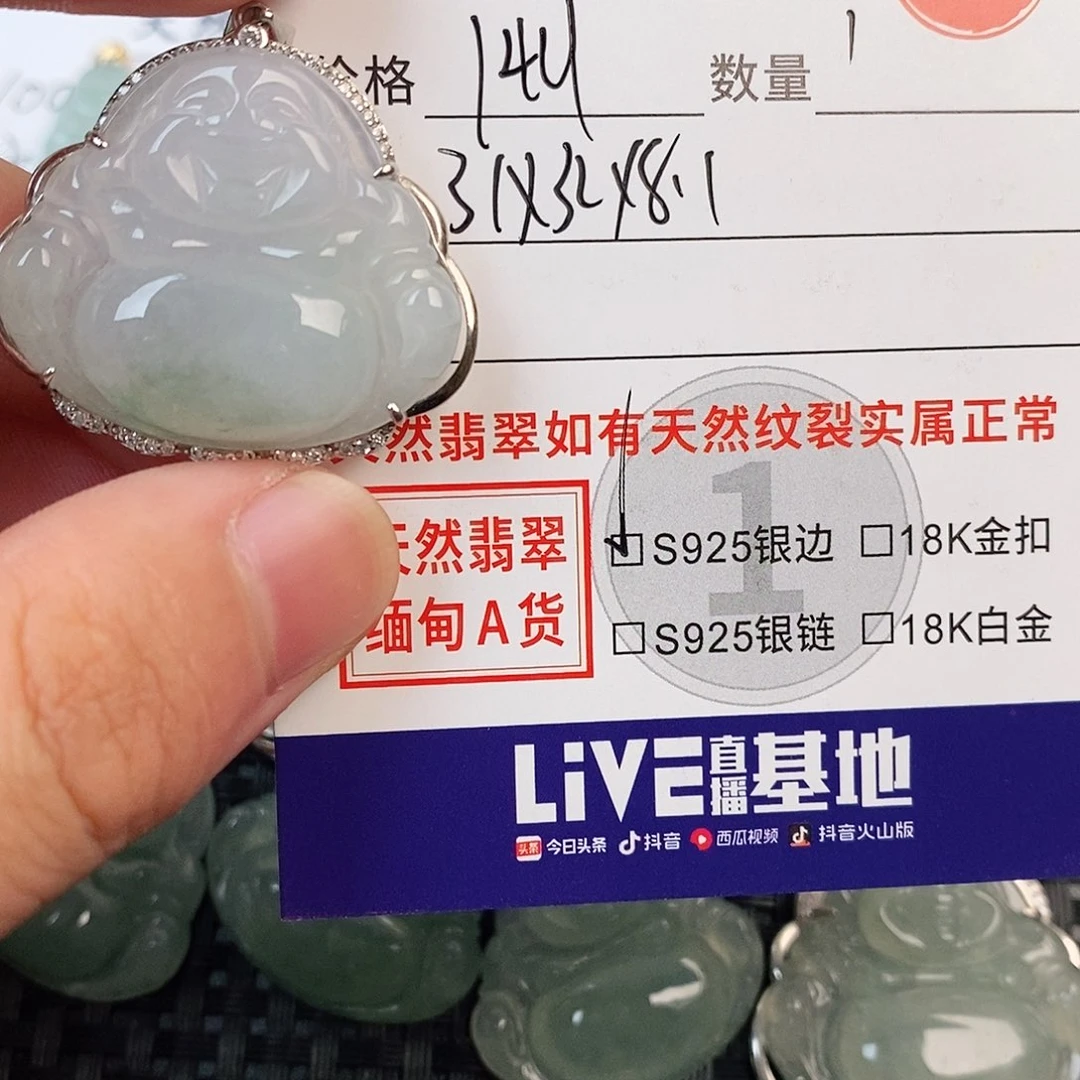 价格 144 数量 1
31X32X8.1
天然翡翠如有天然纹裂实属正常
天然翡翠
缅甸A货
1
☑S925银边 □18K金扣
□S925银链 □18K白金
LiVE直播基地
头条 今日头条 抖音 西瓜视频 抖音火山版